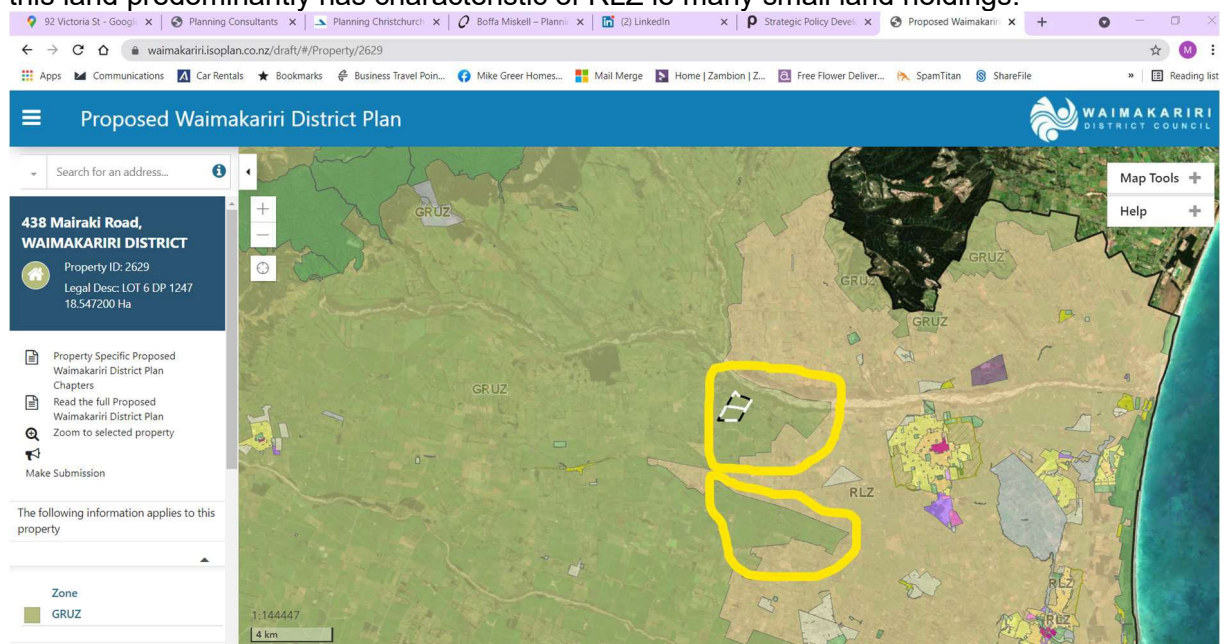 this land predominantly has characteristic of RLZ ie many small land holdings.
92 Victoria St - Googl
Planning Consultants
Planning Christchurch
Boffa Miskell – Planni
(2) LinkedIn
Strategic Policy Devel
Proposed Waimakariri
waimakariri.isoplan.co.nz/draft/#/Property/2629
M
Apps
Communications
Car Rentals
Bookmarks
Business Travel Poin...
Mike Greer Homes...
Mail Merge
Home | Zambion | Z...
Free Flower Deliver...
SpamTitan
ShareFile
»
Reading list
Proposed Waimakariri District Plan
WAIMAKARIRI
DISTRICT COUNCIL
Search for an address...
Map Tools
Help
438 Mairaki Road,
WAIMAKARIRI DISTRICT
Property ID: 2629
Legal Desc: LOT 6 DP 1247
18.547200 Ha
Property Specific Proposed
Waimakariri District Plan
Chapters
Read the full Proposed
Waimakariri District Plan
Zoom to selected property
Make Submission
The following information applies to this
property
Zone
GRUZ
GRUZ
GRUZ
GRUZ
GRUZ
GRUZ
RLZ
RLZ
RLZ
1:144447
4 km